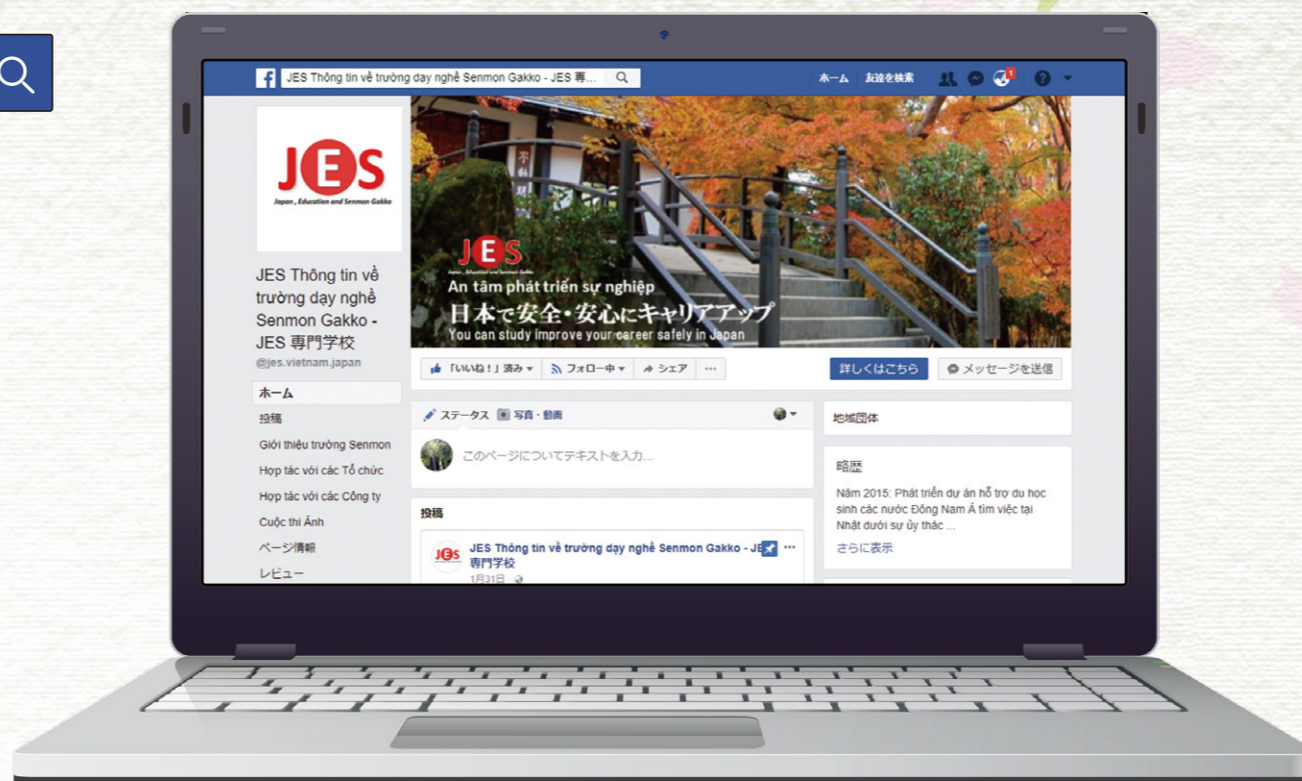 JES Thông tin về trường dạy nghề Senmon Gakko - JES 専...
ホーム 友達を検索
1
JES
Japan , Education and Senmon Gakko
JES Thông tin về
trường dạy nghề
Senmon Gakko -
JES 専門学校
@jes.vietnam.japan
ホーム
投稿
Giới thiệu trường Senmon
Hợp tác với các Tổ chức
Hợp tác với các Công ty
Cuộc thi Ảnh
ページ情報
レビュー
JES
Japan , Education and Senmon Gakko
An tâm phát triển sự nghiệp
日本で安全・安心にキャリアアップ
You can study improve your career safely in Japan
「いいね！」済み フォロー中 シェア ...
詳しくはこちら メッセージを送信
ステータス 写真・動画
このページについてテキストを入力...
投稿
JES
JES Thông tin về trường dạy nghề Senmon Gakko - JE
専門学校
1月31日
地域団体
略歴
Năm 2015: Phát triển dự án hỗ trợ du học
sinh các nước Đông Nam Á tìm việc tại
Nhật dưới sự ủy thác ...
さらに表示